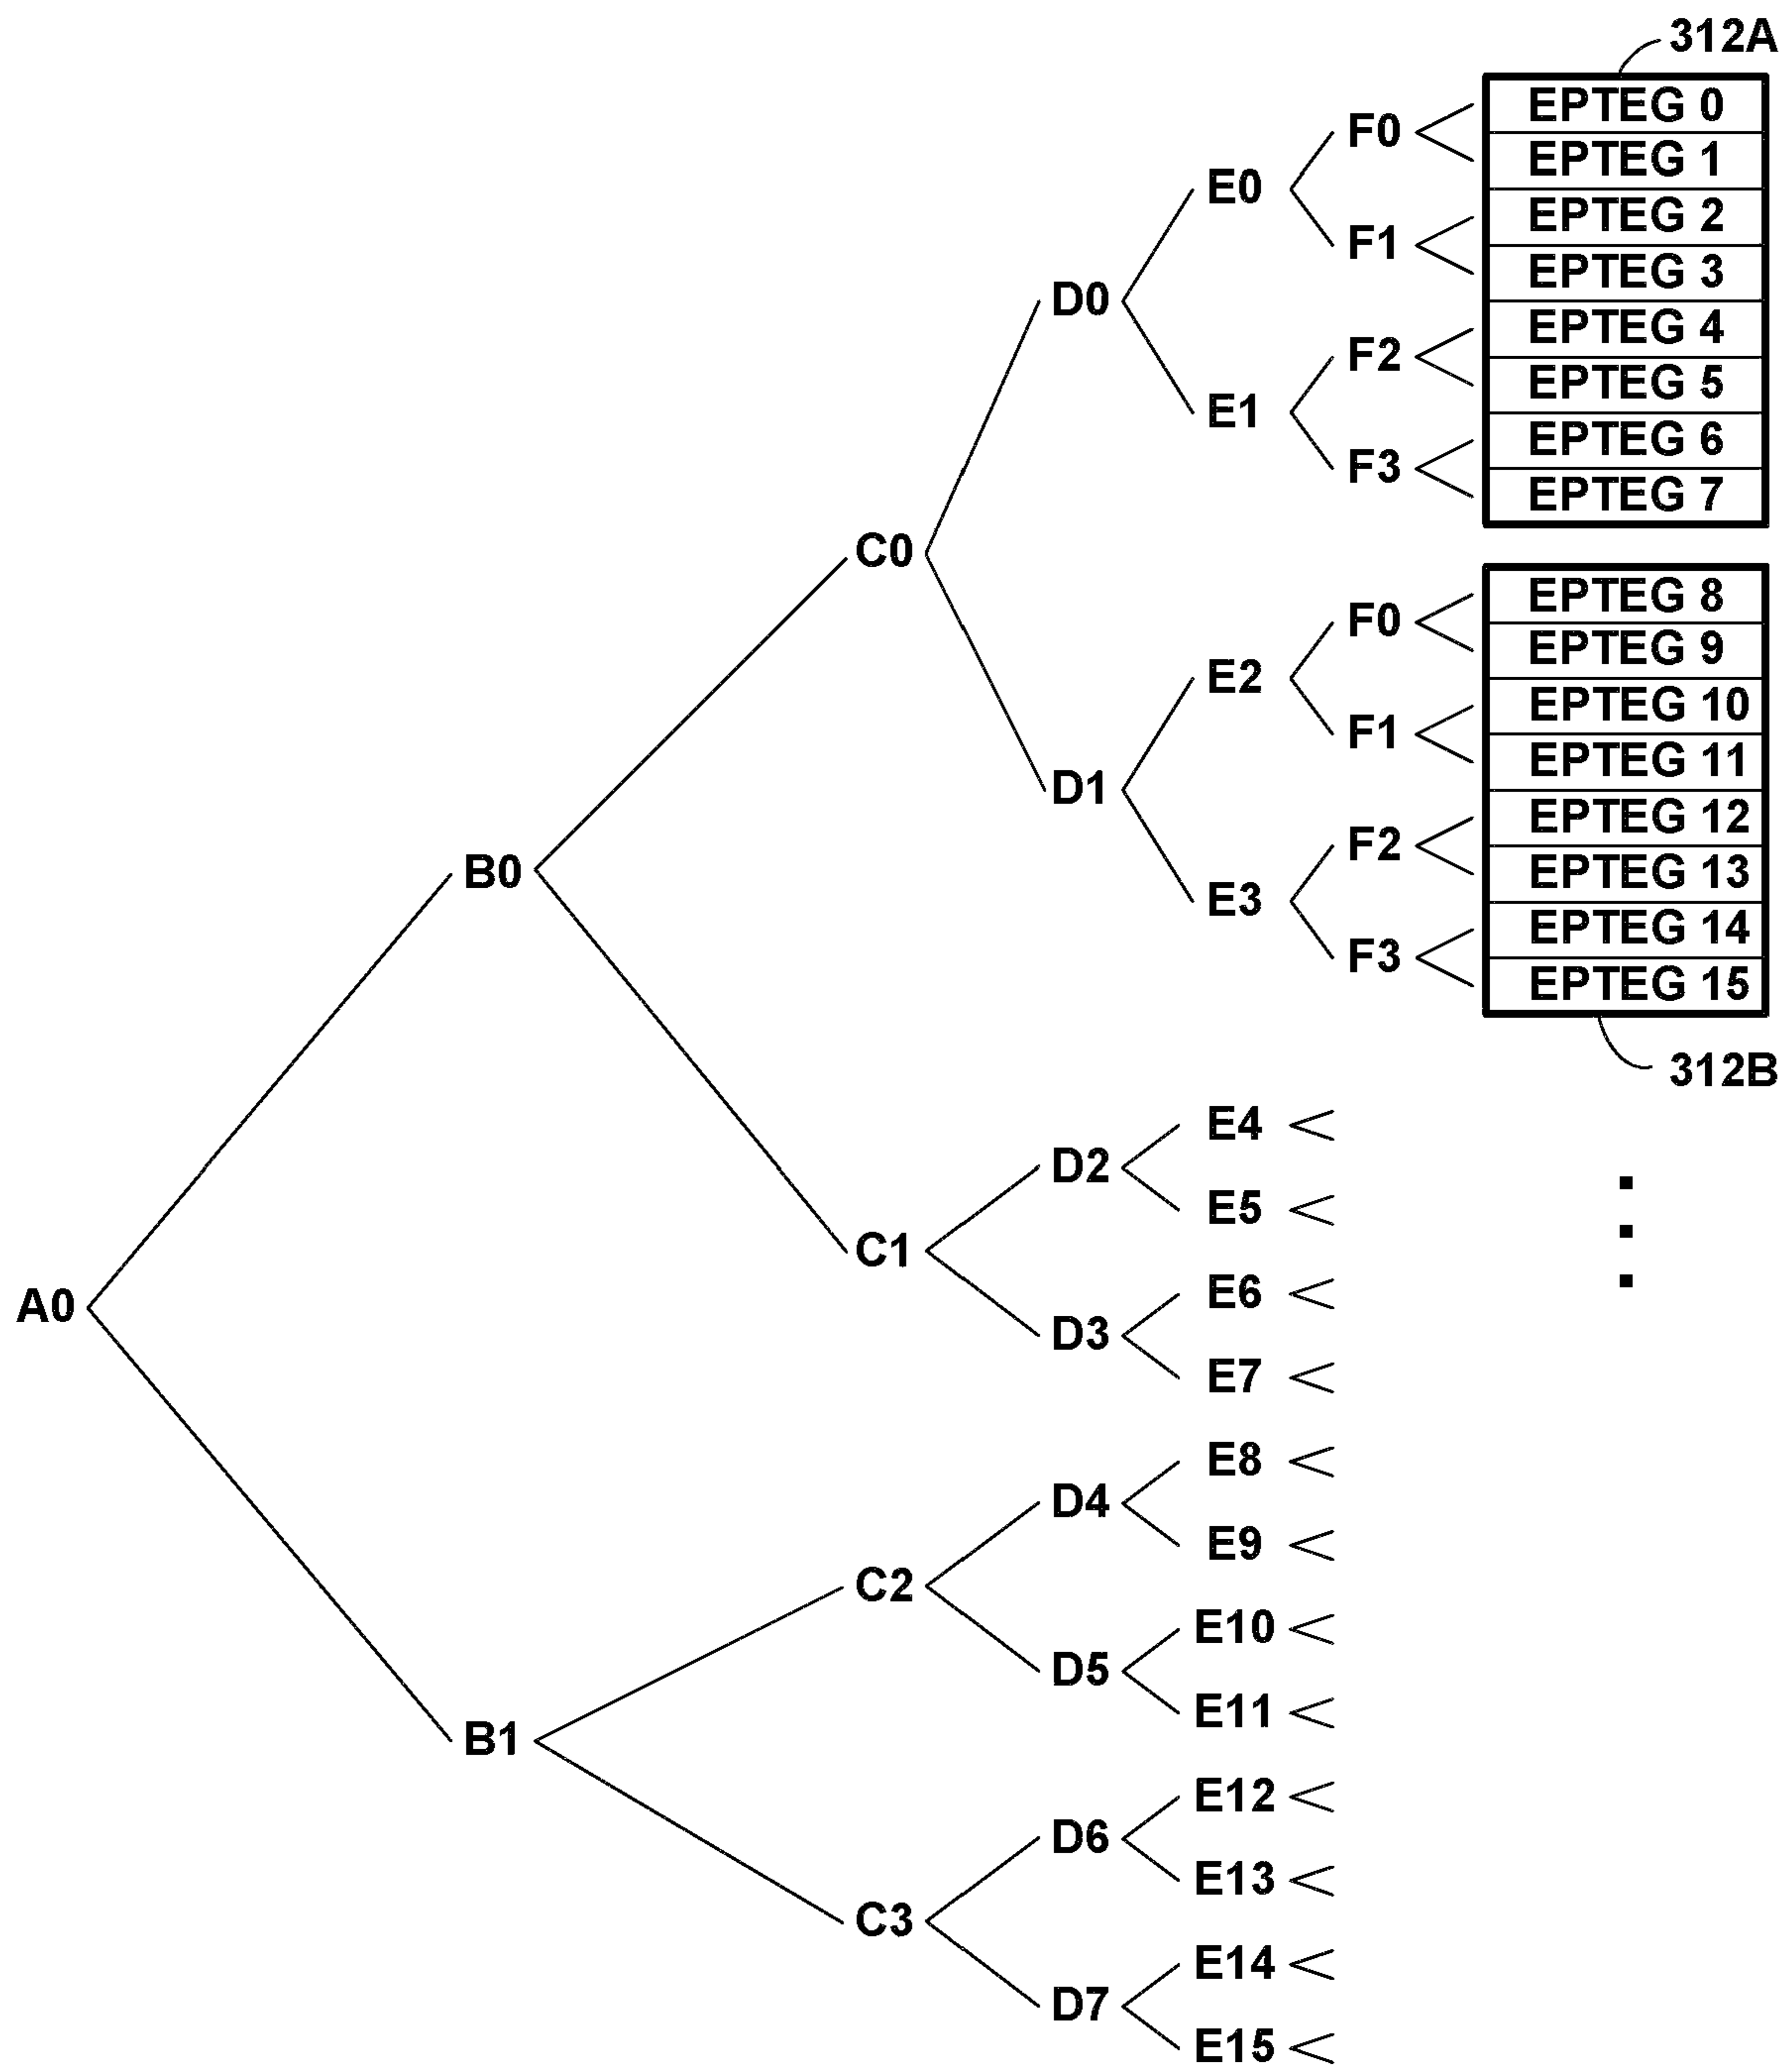 312A
EPTEG 0
F0
EPTEG 1
E0
EPTEG 2
F1
EPTEG 3
D0
EPTEG 4
F2
EPTEG 5
E1
EPTEG 6
F3
EPTEG 7
C0
EPTEG 8
F0
EPTEG 9
E2
EPTEG 10
F1
EPTEG 11
D1
EPTEG 12
F2
EPTEG 13
B0
E3
EPTEG 14
F3
EPTEG 15
312B
E4
D2
E5
C1
E6
A0
D3
E7
E8
D4
E9
C2
E10
D5
E11
B1
E12
D6
E13
C3
E14
D7
E15